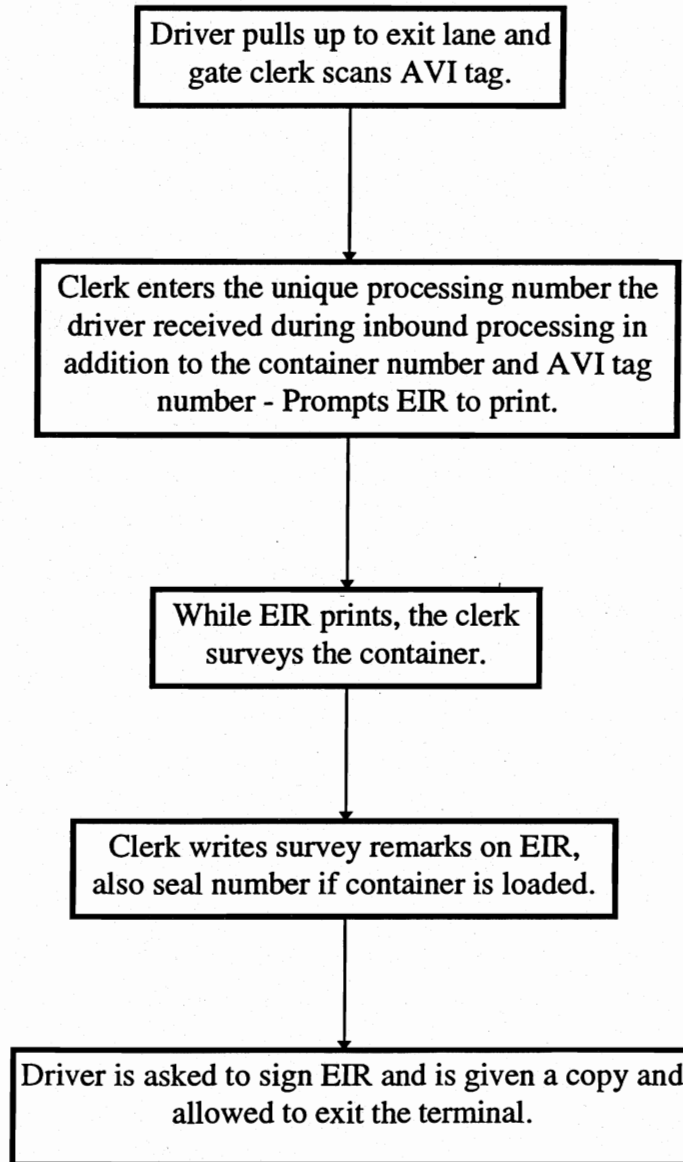 Driver pulls up to exit lane and
gate clerk scans AVI tag.
Clerk enters the unique processing number the
driver received during inbound processing in
addition to the container number and AVI tag
number - Prompts EIR to print.
While EIR prints, the clerk
surveys the container.
Clerk writes survey remarks on EIR,
also seal number if container is loaded.
Driver is asked to sign EIR and is given a copy and
allowed to exit the terminal.